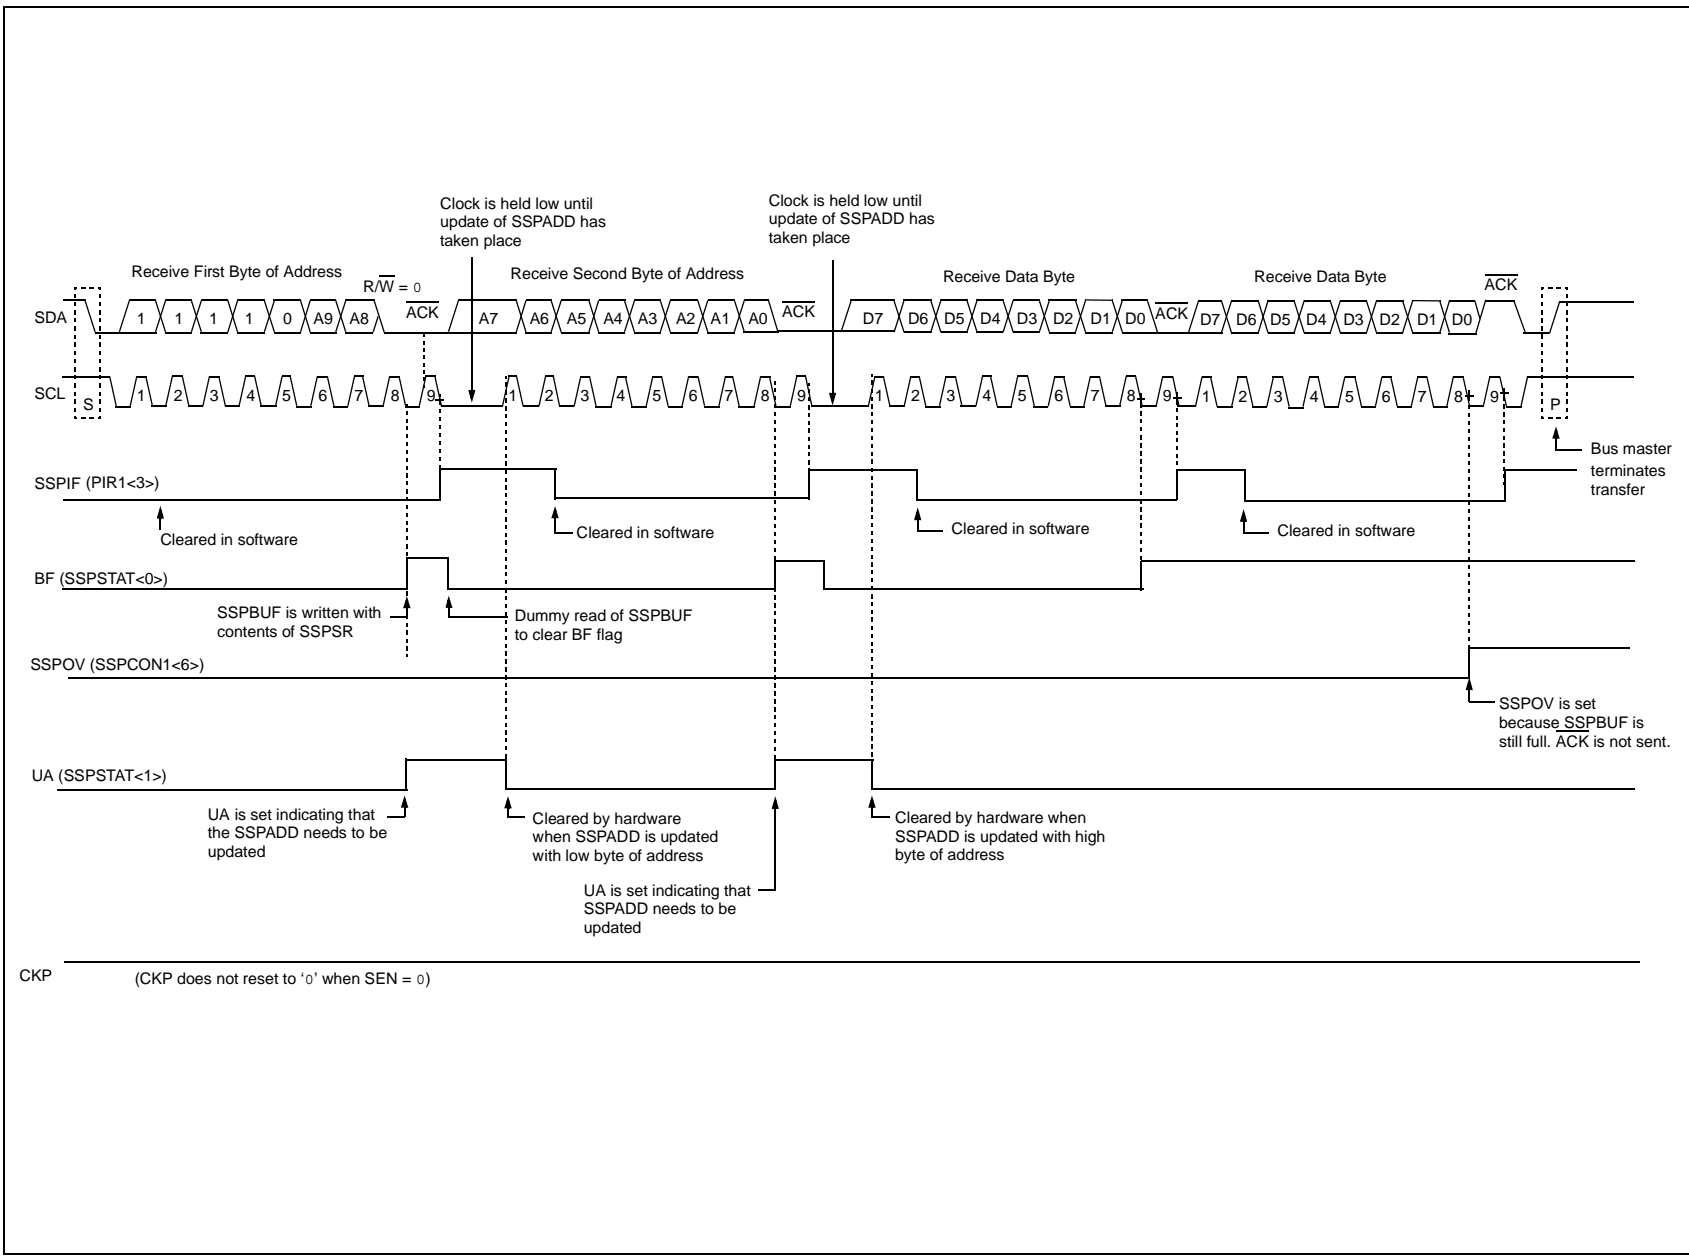 Clock is held low until
update of SSPADD has
taken place
Clock is held low until
update of SSPADD has
taken place
Receive First Byte of Address
R/W = 0
ACK
Receive Second Byte of Address
ACK
Receive Data Byte
ACK
Receive Data Byte
ACK
SDA
1 1 1 1 0 A9 A8
A7 A6 A5 A4 A3 A2 A1 A0
D7 D6 D5 D4 D3 D2 D1 D0
D7 D6 D5 D4 D3 D2 D1 D0
SCL
S
1 2 3 4 5 6 7 8 9
1 2 3 4 5 6 7 8 9
1 2 3 4 5 6 7 8 9
1 2 3 4 5 6 7 8 9
P
Bus master
terminates
transfer
SSPIF (PIR1<3>)
Cleared in software
Cleared in software
Cleared in software
Cleared in software
BF (SSPSTAT<0>)
SSPBUF is written with
contents of SSPSR
Dummy read of SSPBUF
to clear BF flag
SSPOV (SSPCON1<6>)
SSPOV is set
because SSPBUF is
still full. ACK is not sent.
UA (SSPSTAT<1>)
UA is set indicating that
the SSPADD needs to be
updated
Cleared by hardware
when SSPADD is updated
with low byte of address
UA is set indicating that
SSPADD needs to be
updated
Cleared by hardware when
SSPADD is updated with high
byte of address
CKP
(CKP does not reset to ‘0’ when SEN = 0)